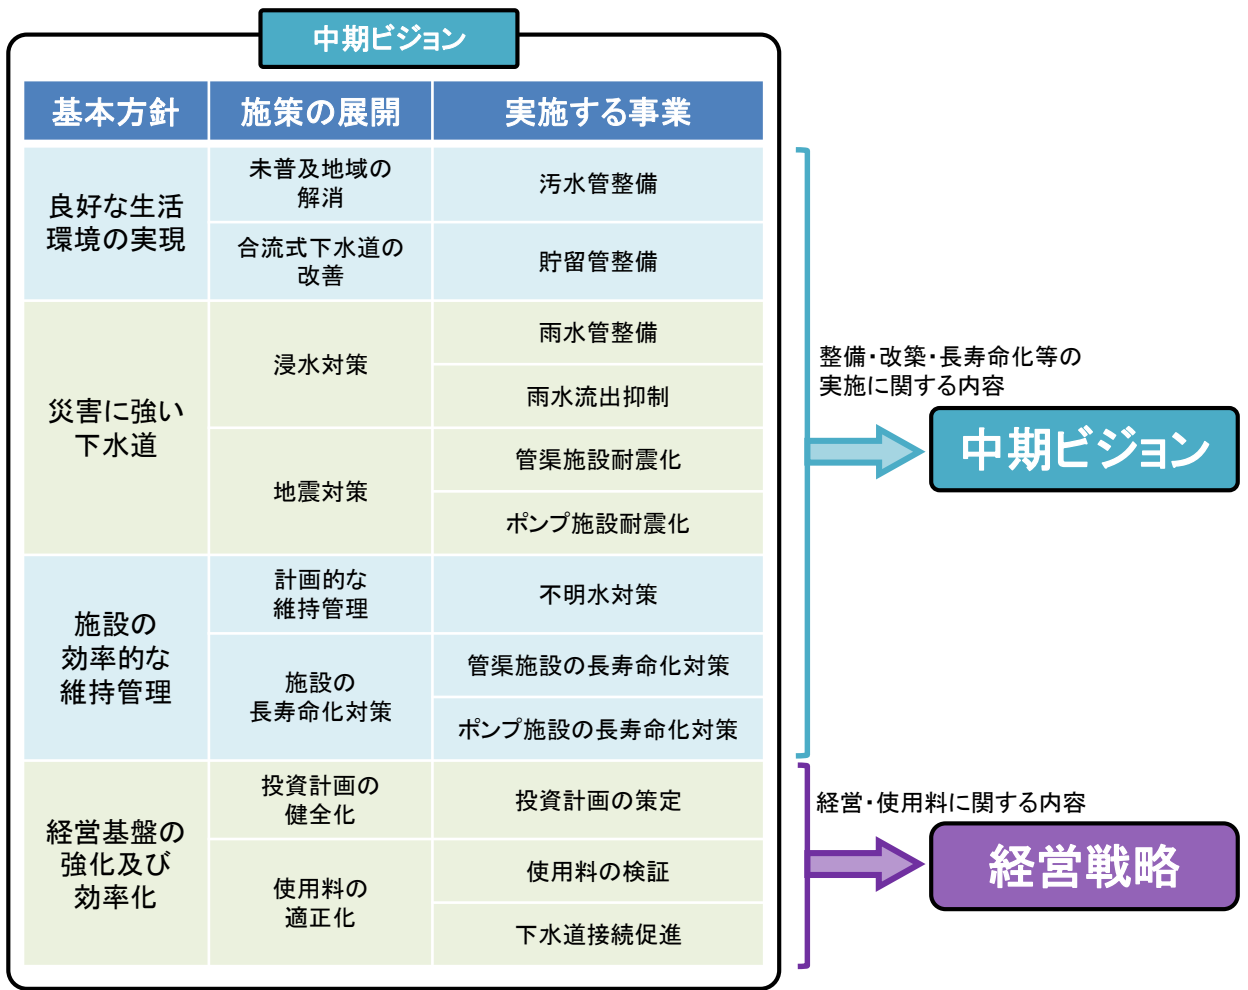 中期ビジョン
基本方針
施策の展開
実施する事業
良好な生活
環境の実現
未普及地域の
解消
汚水管整備
合流式下水道の
改善
貯留管整備
災害に強い
下水道
浸水対策
雨水管整備
雨水流出抑制
地震対策
管渠施設耐震化
ポンプ施設耐震化
施設の
効率的な
維持管理
計画的な
維持管理
不明水対策
施設の
長寿命化対策
管渠施設の長寿命化対策
ポンプ施設の長寿命化対策
経営基盤の
強化及び
効率化
投資計画の
健全化
投資計画の策定
使用料の
適正化
使用料の検証
下水道接続促進
整備・改築・長寿命化等の
実施に関する内容
中期ビジョン
経営・使用料に関する内容
経営戦略